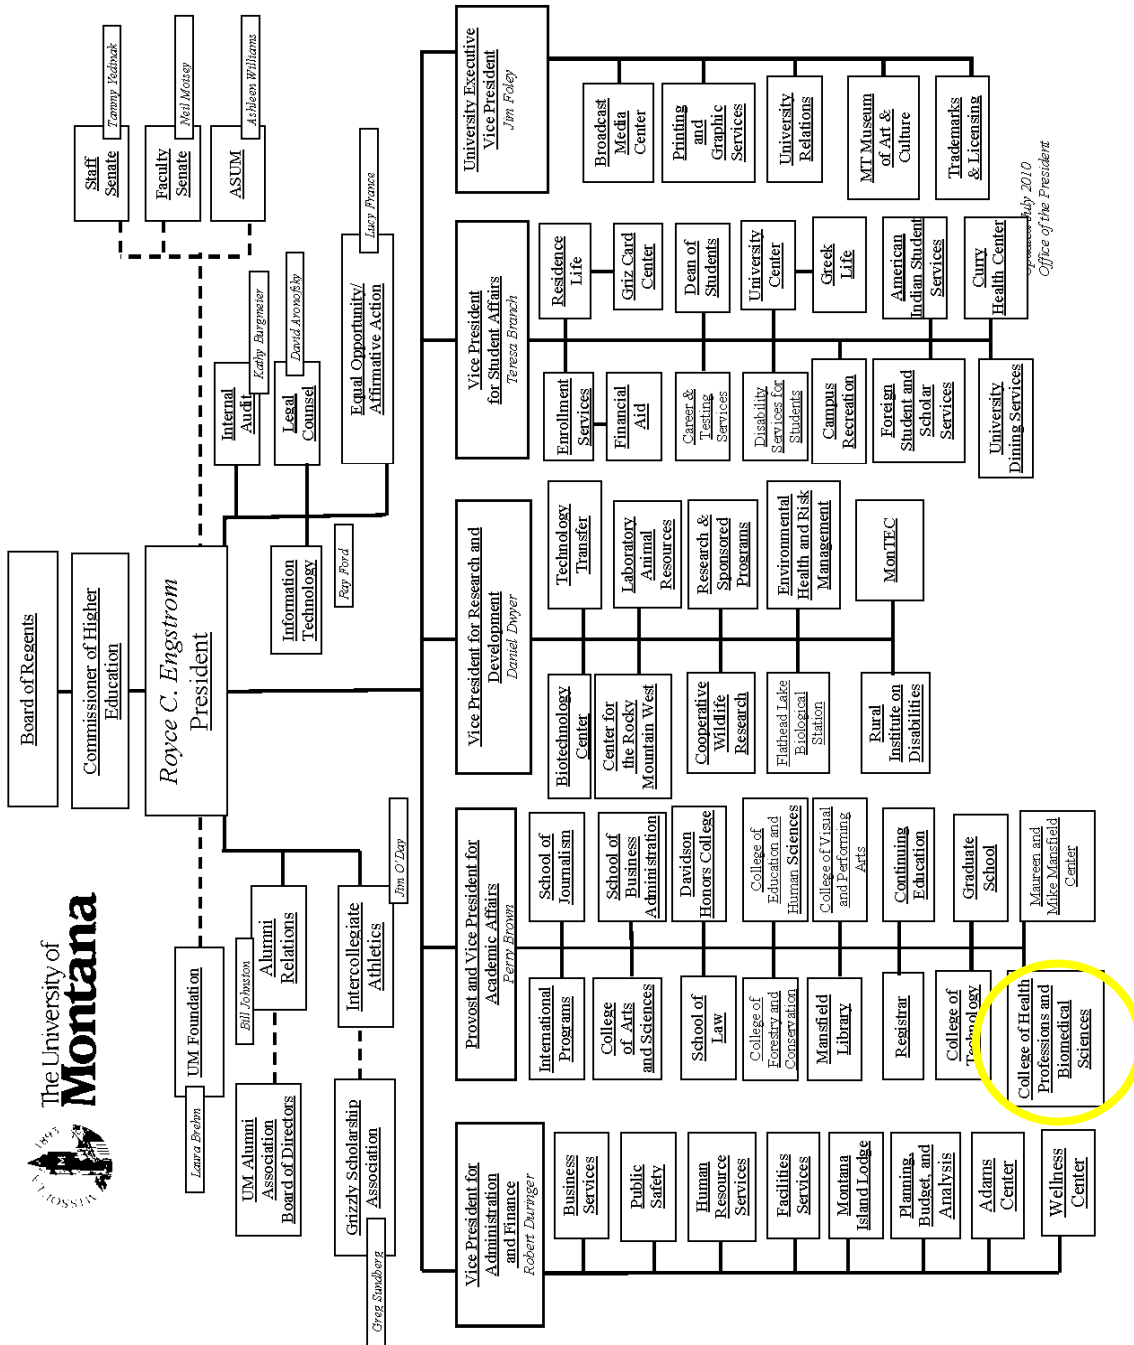 The University of
Montana
Board of Regents
Commissioner of Higher
Education
Royce C. Engstrom
President
UM Foundation
Laura Brehm
Alumni
Relations
Bill Johnston
UM Alumni
Association
Board of Directors
Intercollegiate
Athletics
Jim O'Day
Grizzly Scholarship
Association
Greg Sundberg
Staff
Senate
Tammy Yedinak
Faculty
Senate
Neil Moisey
ASUM
Ashleen Williams
Internal
Audit
Kathy Burgmeier
Legal
Counsel
David Aronofsky
Information
Technology
Ray Ford
Equal Opportunity/
Affirmative Action
Lucy France
Vice President for
Administration
and Finance
Robert Duringer
Business
Services
Public
Safety
Human
Resource
Services
Facilities
Services
Montana
Island Lodge
Planning,
Budget, and
Analysis
Adams
Center
Wellness
Center
Provost and Vice President for
Academic Affairs
Perry Brown
International
Programs
School of
Journalism
College
of Arts
and Sciences
School of
Business
Administration
School of
Law
Davidson
Honors College
College of
Forestry and
Conservation
College of
Education and
Human Sciences
Mansfield
Library
College of Visual
and Performing
Arts
Registrar
Continuing
Education
College of
Technology
Graduate
School
College of Health
Professions and
Biomedical
Sciences
Maureen and
Mike Mansfield
Center
Vice President for Research and
Development
Daniel Dwyer
Biotechnology
Center
Technology
Transfer
Center for
the Rocky
Mountain West
Laboratory
Animal
Resources
Cooperative
Wildlife
Research
Research &
Sponsored
Programs
Flathead Lake
Biological
Station
Environmental
Health and Risk
Management
Rural
Institute on
Disabilities
MonTEC
Vice President
for Student Affairs
Teresa Branch
Enrollment
Services
Residence
Life
Financial
Aid
Griz Card
Center
Career &
Testing
Services
Dean of
Students
Disability
Services for
Students
University
Center
Campus
Recreation
Greek
Life
Foreign
Student and
Scholar
Services
American
Indian Student
Services
University
Dining Services
Curry
Health Center
University Executive
Vice President
Jim Foley
Broadcast
Media
Center
Printing
and
Graphic
Services
University
Relations
MT Museum
of Art &
Culture
Trademarks
& Licensing
July 2010
Office of the President